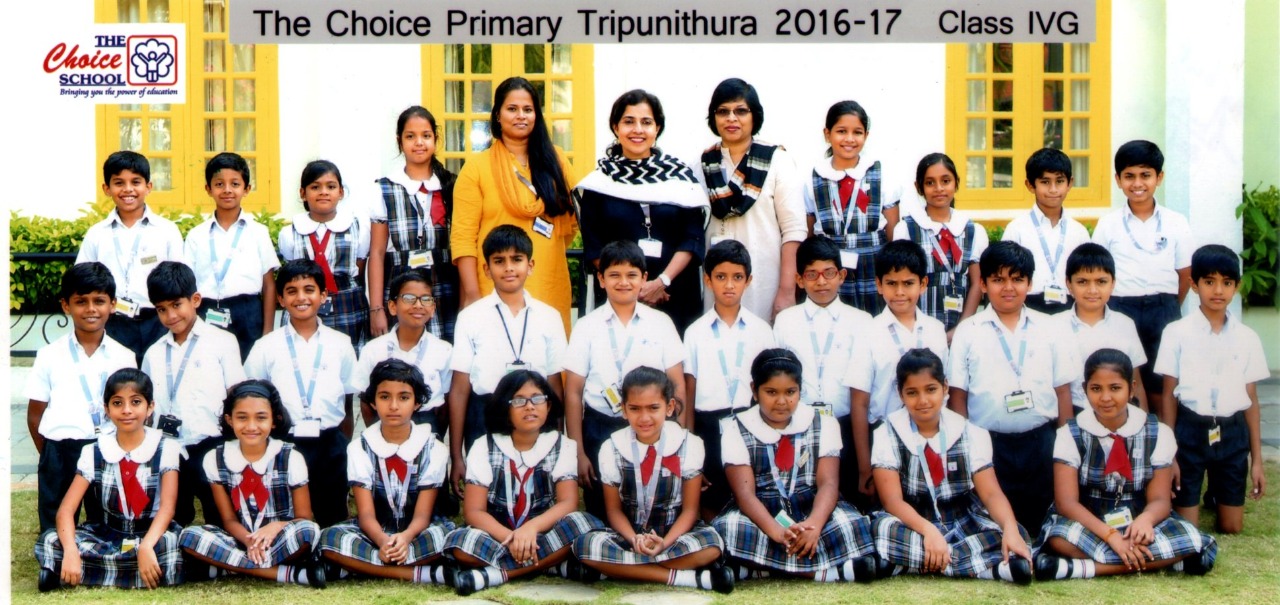 The Choice Primary Tripunithura 2016-17 Class IVG
THE
Choice
SCHOOL
Bringing you the power of education